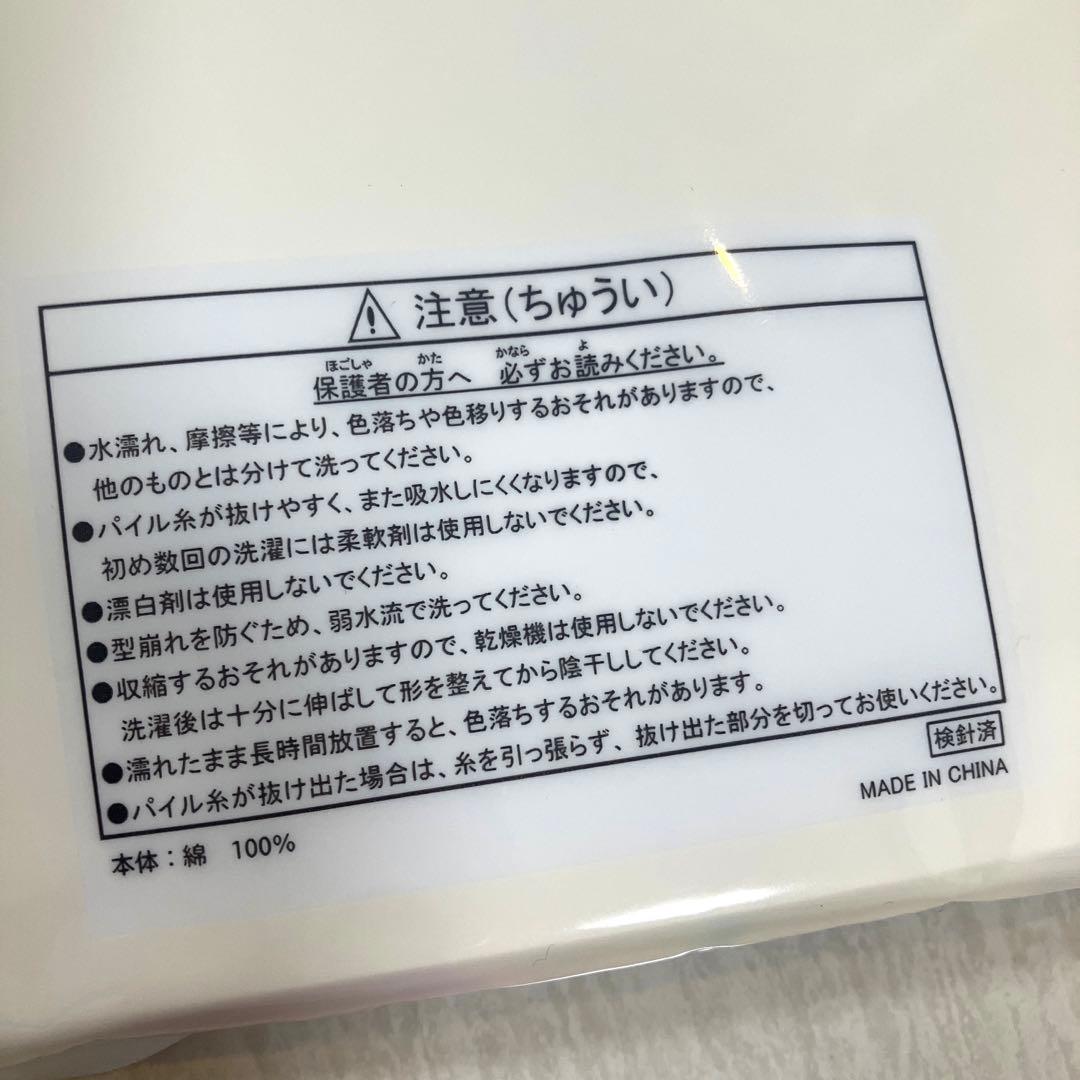 注意(ちゅうい)
保護者の方へ 必ずお読みください。
ほごしゃ かた かなら よ
●水濡れ、摩擦等により、色落ちや色移りするおそれがありますので、
他のものとは分けて洗ってください。
●パイル糸が抜けやすく、また吸水しにくくなりますので、
初め数回の洗濯には柔軟剤は使用しないでください。
●漂白剤は使用しないでください。
●型崩れを防ぐため、弱水流で洗ってください。
●収縮するおそれがありますので、乾燥機は使用しないでください。
洗濯後は十分に伸ばして形を整えてから陰干ししてください。
●濡れたまま長時間放置すると、色落ちするおそれがあります。
●パイル糸が抜け出た場合は、糸を引っ張らず、抜け出た部分を切ってお使いください。
検針済
本体:綿 100%
MADE IN CHINA